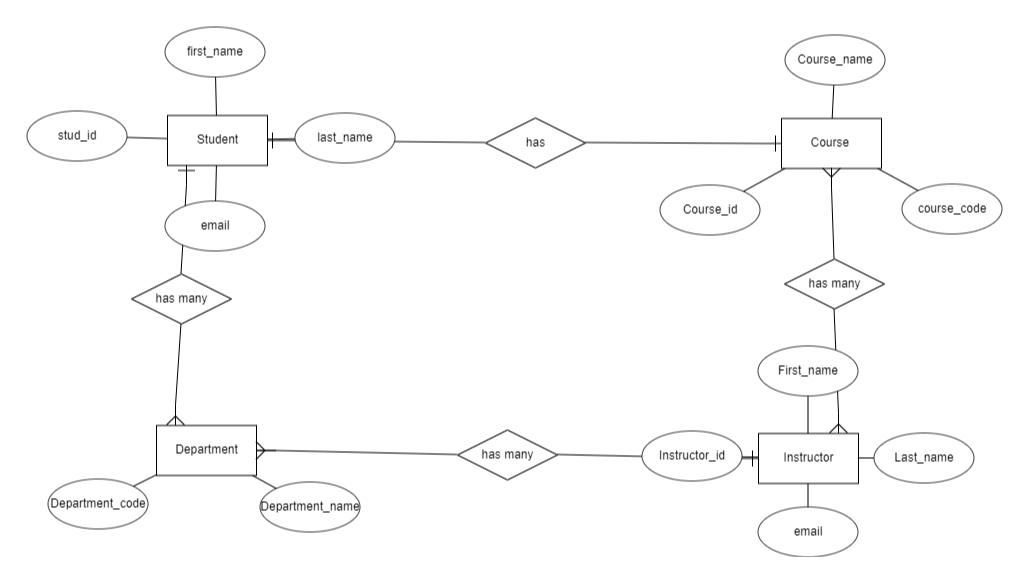 first_name
Course_name
stud_id
Student
last_name
has
Course
Course_id
course_code
email
has many
has many
First_name
Department
has many
Instructor_id
Instructor
Last_name
Department_code
Department_name
email